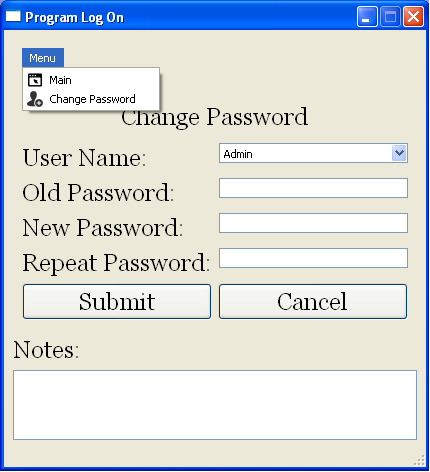 Program Log On
Menu
Main
Change Password
Change Password
User Name:
Admin
Old Password:
New Password:
Repeat Password:
Submit
Cancel
Notes: